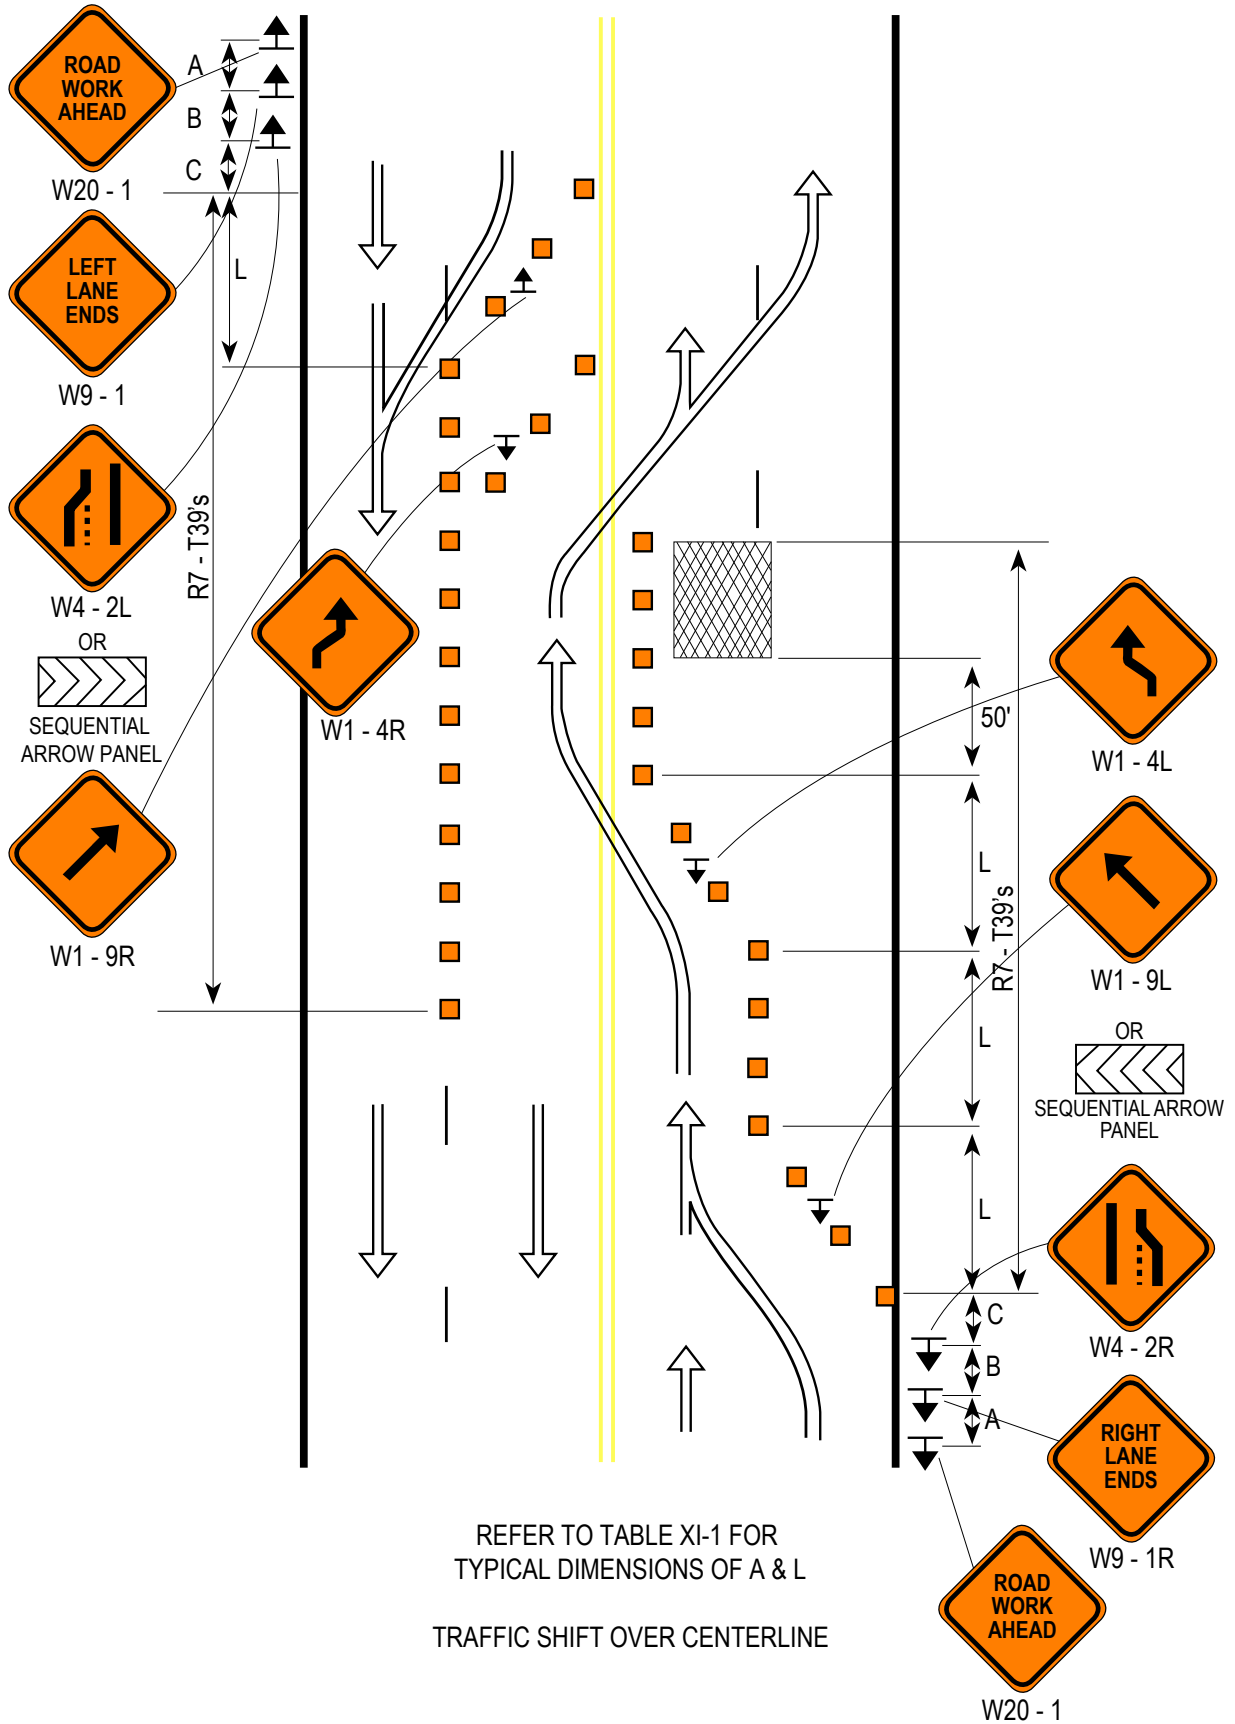 ROAD
WORK
AHEAD
W20 - 1
A
B
C
L
LEFT
LANE
ENDS
W9 - 1
R7 - T39's
W4 - 2L
OR
SEQUENTIAL
ARROW PANEL
W1 - 9R
W1 - 4R
50'
W1 - 4L
L
R7 - T39's
W1 - 9L
L
OR
SEQUENTIAL ARROW
PANEL
L
C
B
A
W4 - 2R
RIGHT
LANE
ENDS
W9 - 1R
ROAD
WORK
AHEAD
W20 - 1
REFER TO TABLE XI-1 FOR
TYPICAL DIMENSIONS OF A & L
TRAFFIC SHIFT OVER CENTERLINE